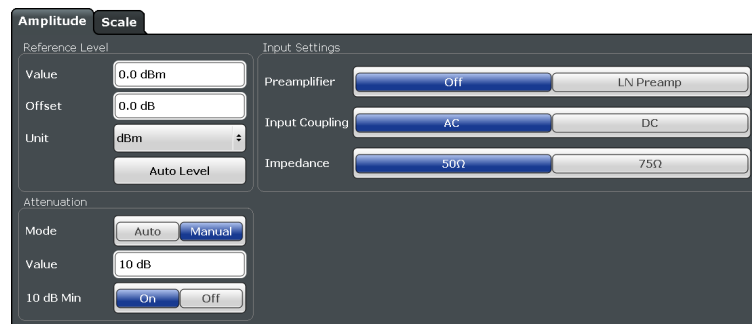 Amplitude Scale
Reference Level
Value 0.0 dBm
Offset 0.0 dB
Unit dBm
Auto Level
Input Settings
Preamplifier Off LN Preamp
Input Coupling AC DC
Impedance 50Ω 75Ω
Attenuation
Mode Auto Manual
Value 10 dB
10 dB Min On Off